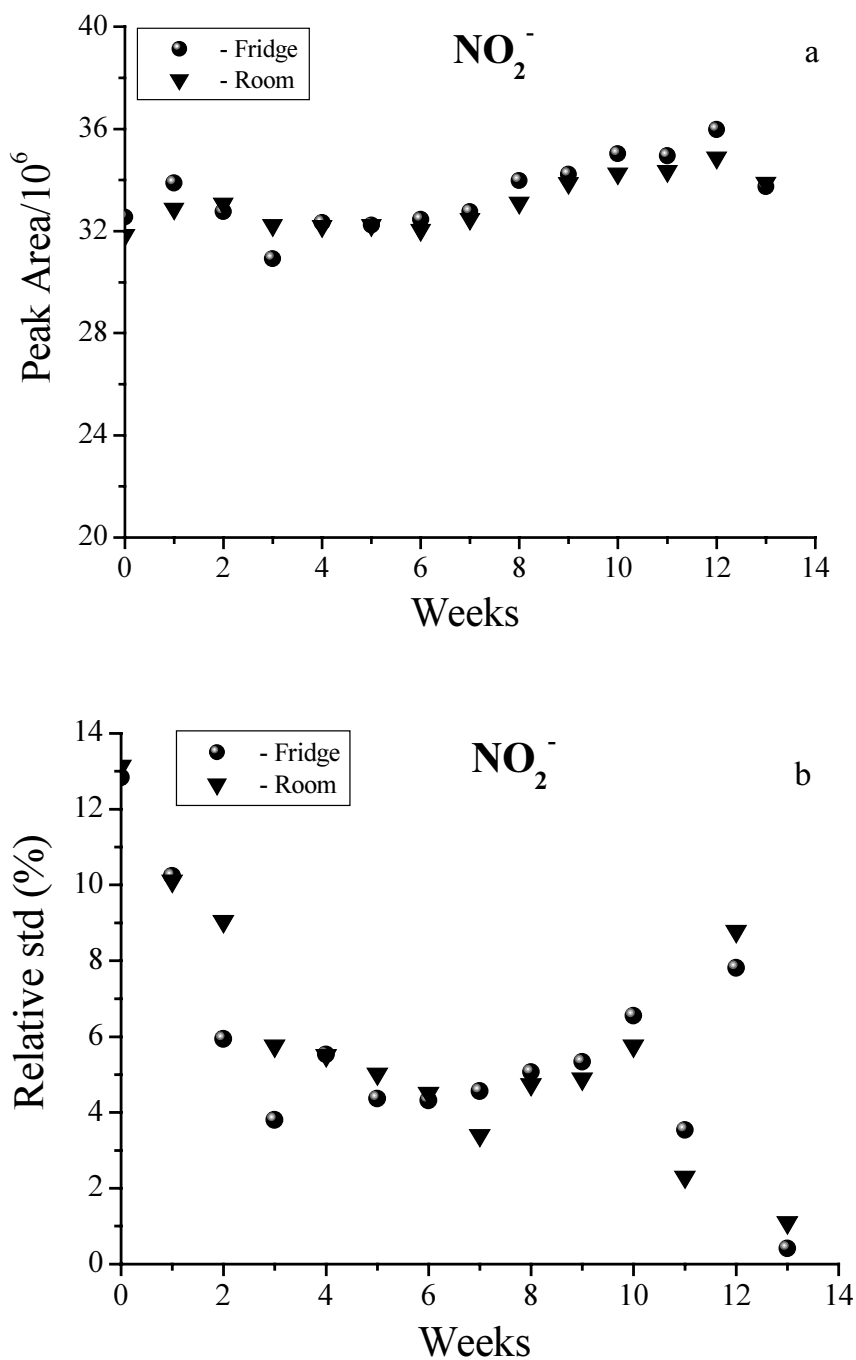 - Fridge
- Room
NO₂⁻
a
Peak Area/10⁶
40
36
32
28
24
20
0 2 4 6 8 10 12 14
Weeks
- Fridge
- Room
NO₂⁻
b
Relative std (%)
14
12
10
8
6
4
2
0
0 2 4 6 8 10 12 14
Weeks